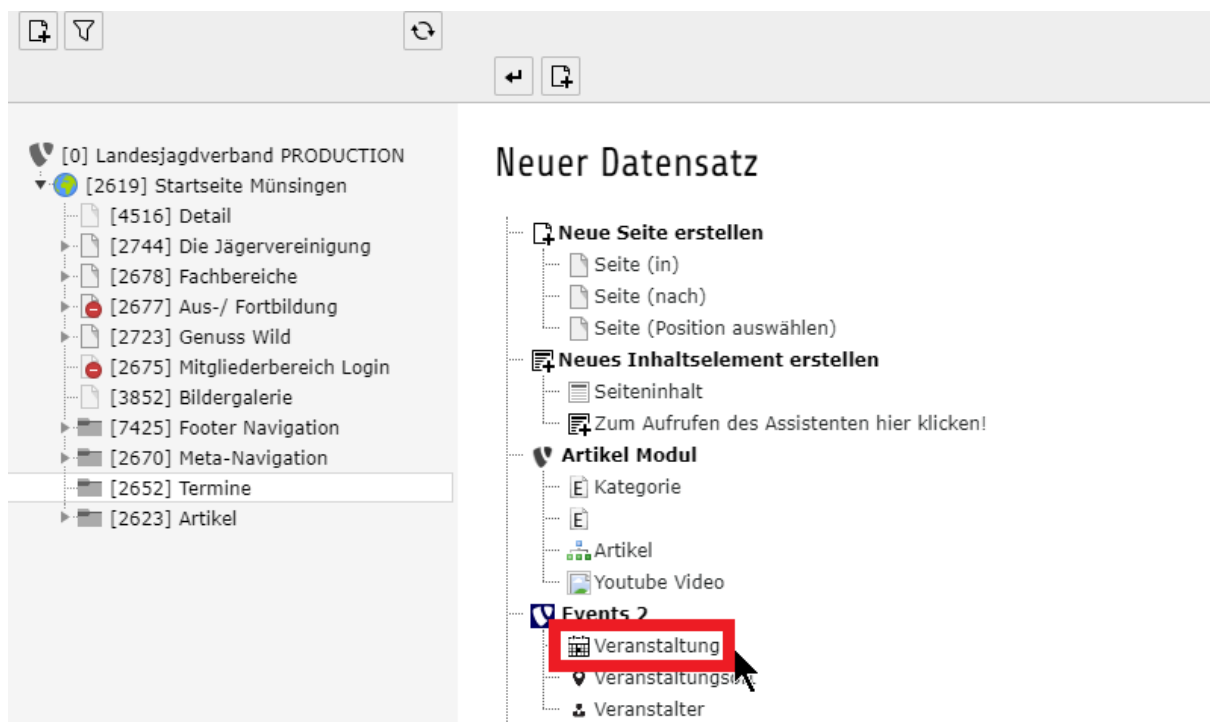 [0] Landesjagdverband PRODUCTION
[2619] Startseite Münsingen
[4516] Detail
[2744] Die Jägervereinigung
[2678] Fachbereiche
[2677] Aus-/ Fortbildung
[2723] Genuss Wild
[2675] Mitgliederbereich Login
[3852] Bildergalerie
[7425] Footer Navigation
[2670] Meta-Navigation
[2652] Termine
[2623] Artikel
Neuer Datensatz
Neue Seite erstellen
Seite (in)
Seite (nach)
Seite (Position auswählen)
Neues Inhaltselement erstellen
Seiteninhalt
Zum Aufrufen des Assistenten hier klicken!
Artikel Modul
E Kategorie
E
Artikel
Youtube Video
Events 2
Veranstaltung
Veranstalter